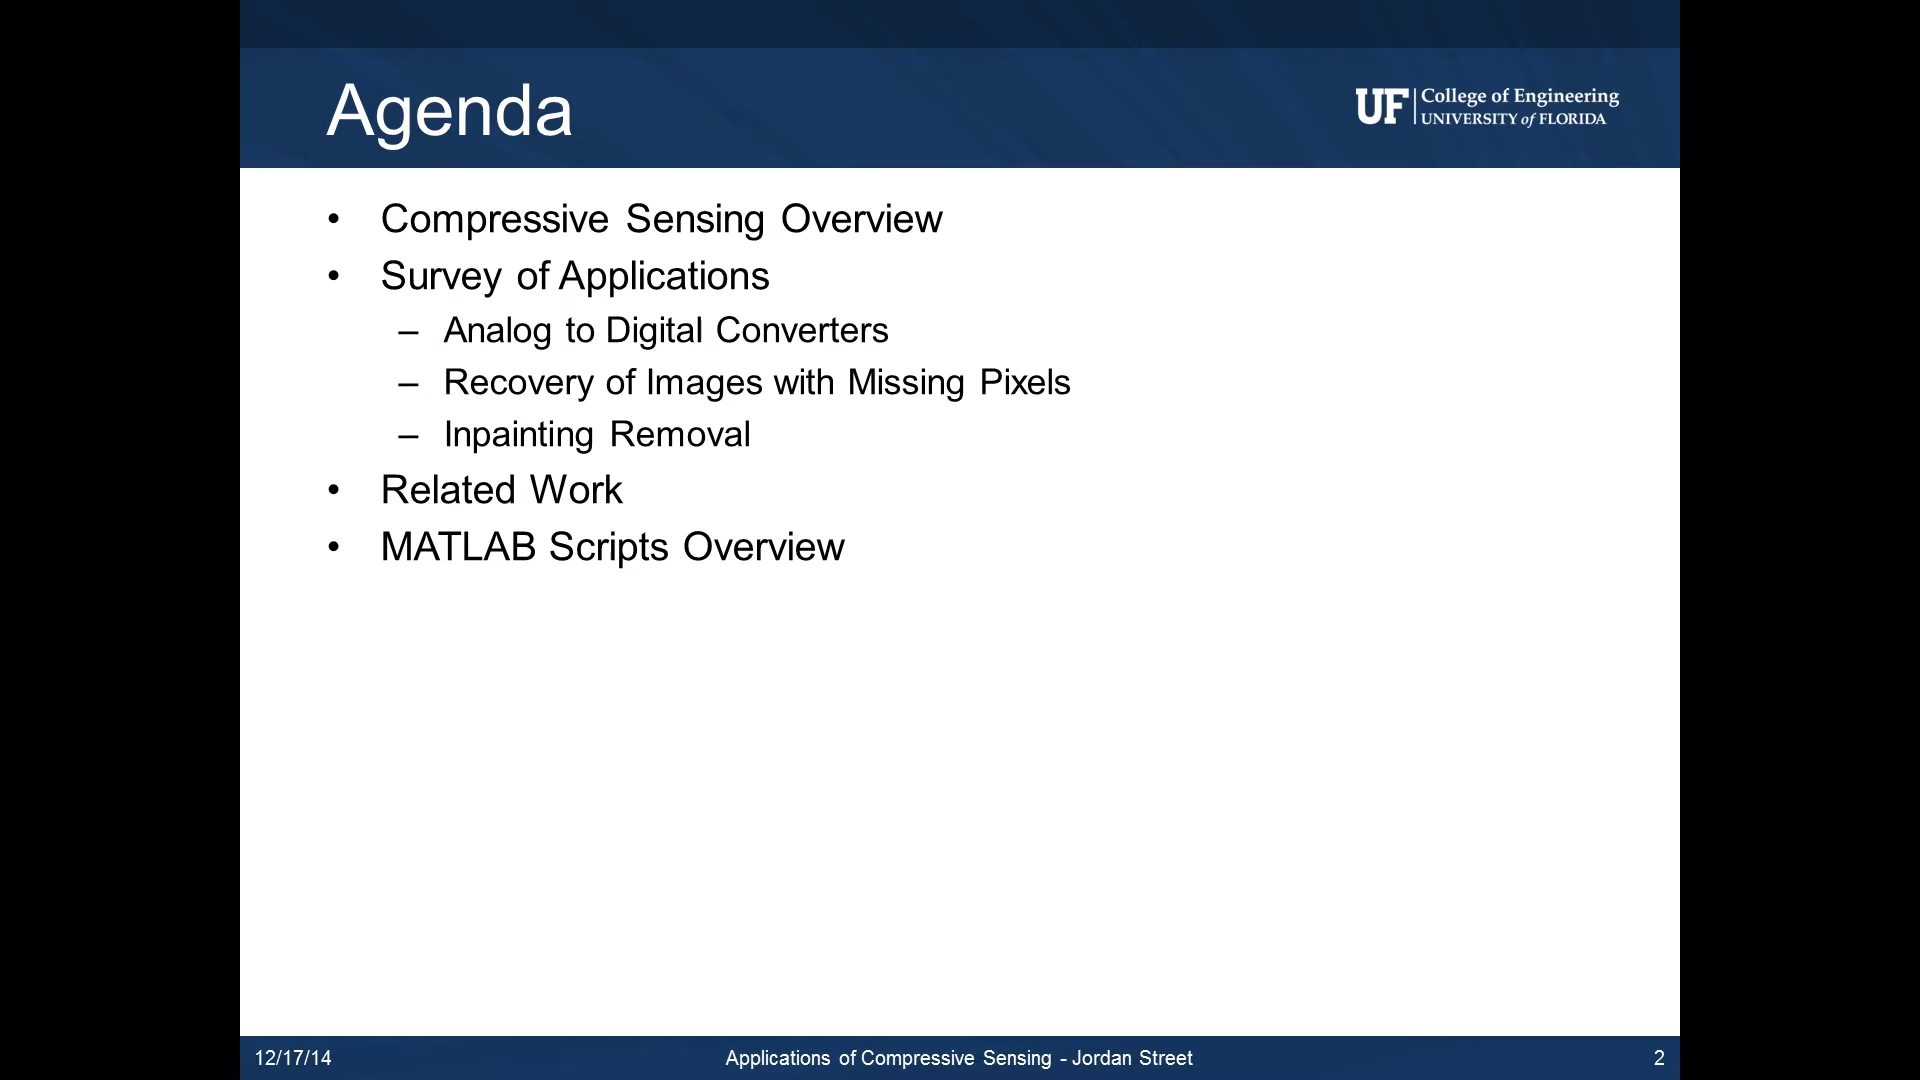 Agenda
UF College of Engineering
UNIVERSITY of FLORIDA
• Compressive Sensing Overview
• Survey of Applications
– Analog to Digital Converters
– Recovery of Images with Missing Pixels
– Inpainting Removal
• Related Work
• MATLAB Scripts Overview
12/17/14
Applications of Compressive Sensing - Jordan Street
2